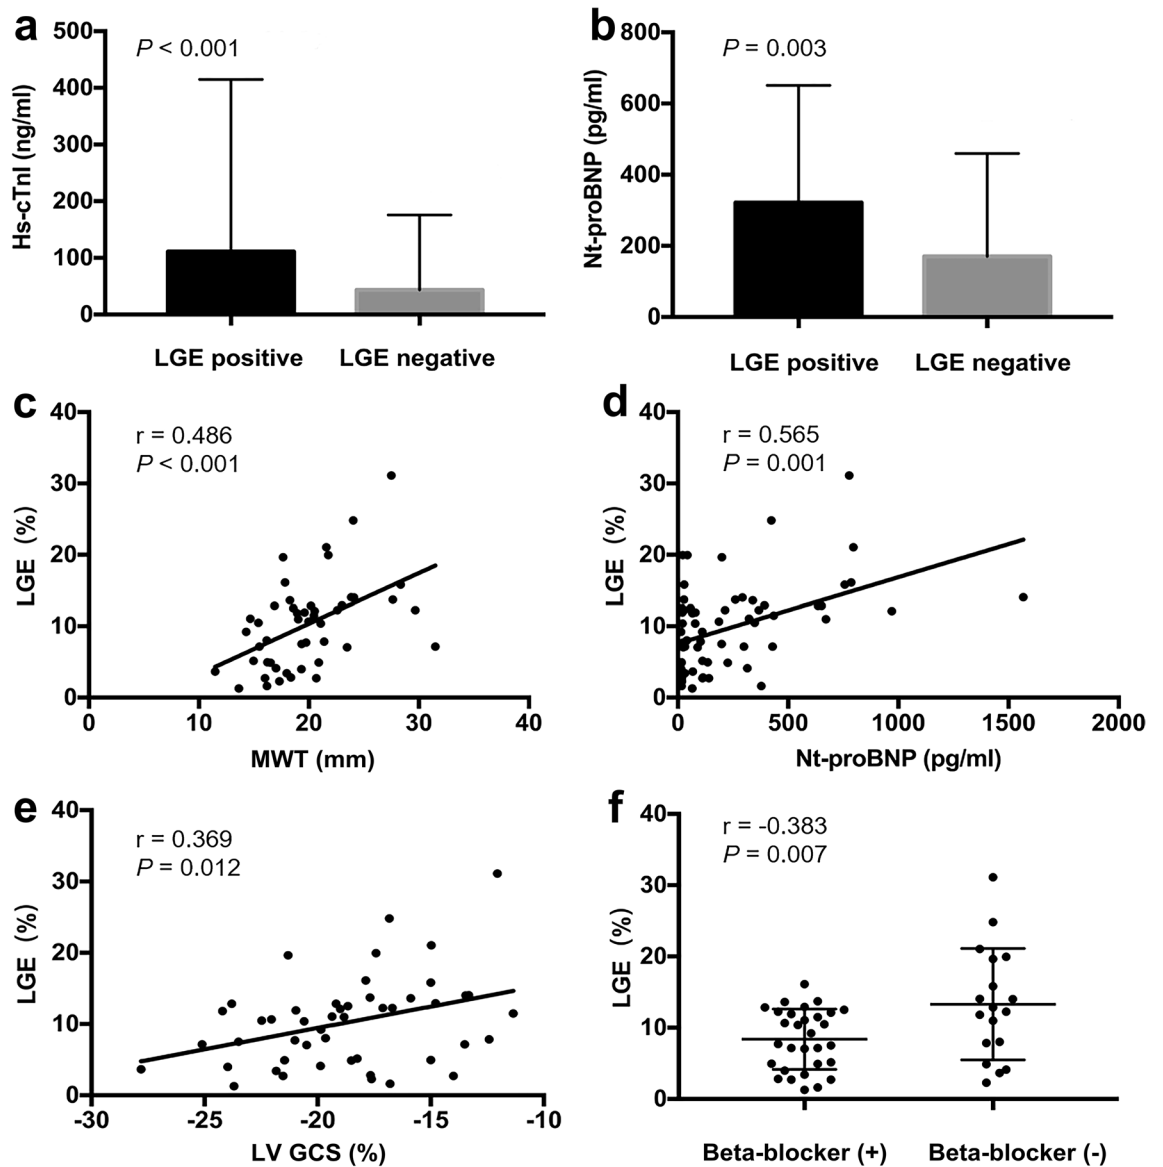 a
P < 0.001
Hs-cTnI (ng/ml)
500
400
300
200
100
0
LGE positive
LGE negative
b
P = 0.003
Nt-proBNP (pg/ml)
800
600
400
200
0
LGE positive
LGE negative
c
r = 0.486
P < 0.001
LGE (%)
40
30
20
10
0
0 10 20 30 40
MWT (mm)
d
r = 0.565
P = 0.001
LGE (%)
40
30
20
10
0
0 500 1000 1500 2000
Nt-proBNP (pg/ml)
e
r = 0.369
P = 0.012
LGE (%)
40
30
20
10
0
-30 -25 -20 -15 -10
LV GCS (%)
f
r = -0.383
P = 0.007
LGE (%)
40
30
20
10
0
Beta-blocker (+)
Beta-blocker (-)